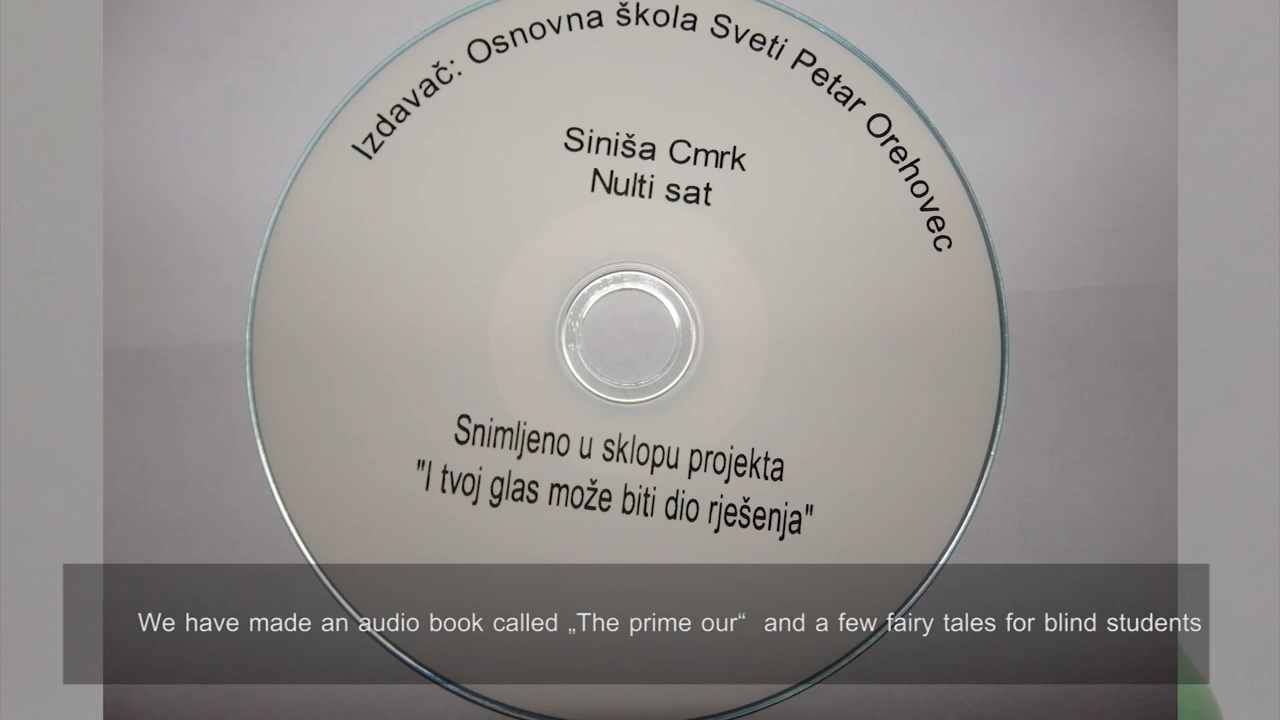 Izdavač: Osnovna škola Sveti Petar Orehovec
Siniša Cmrk
Nulti sat
Snimljeno u sklopu projekta
"I tvoj glas može biti dio rješenja"
We have made an audio book called „The prime our“ and a few fairy tales for blind students